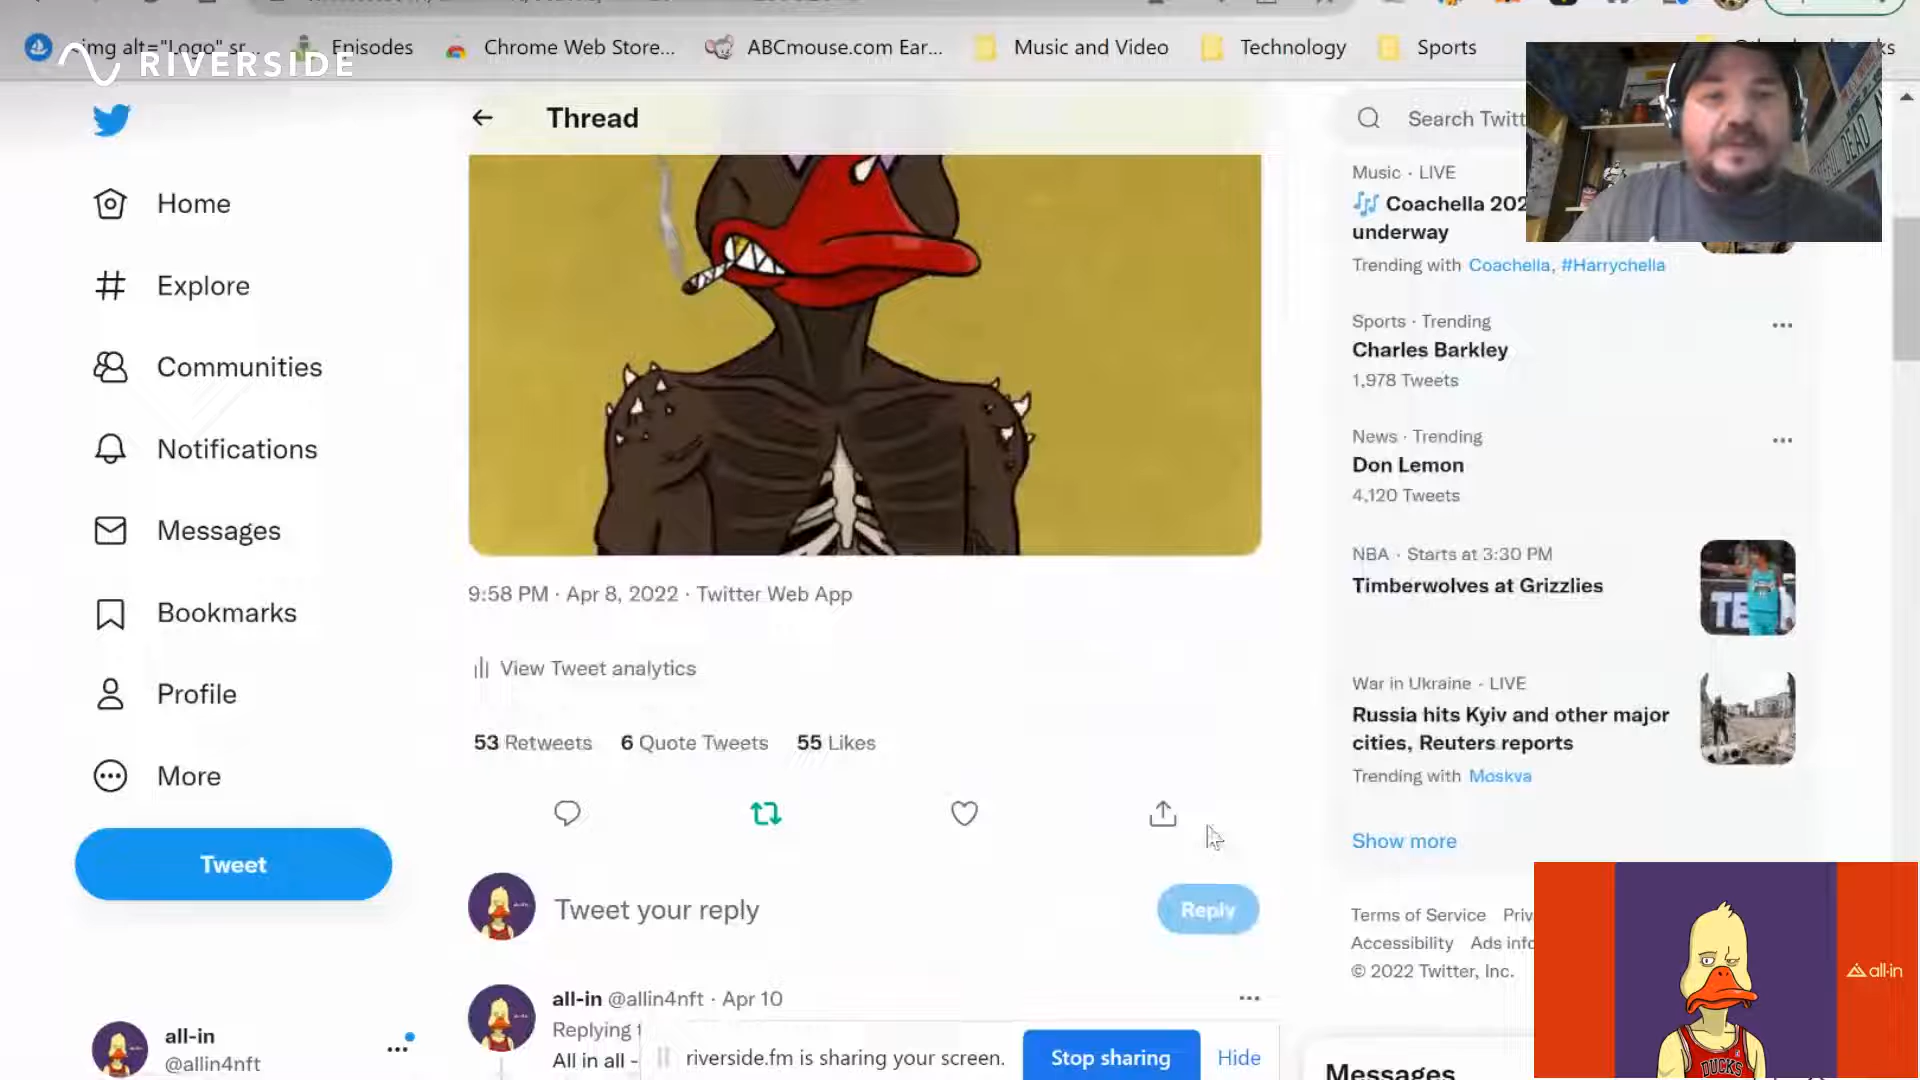 img alt="Logo" sr...
Episodes
Chrome Web Store...
ABCmouse.com Ear...
Music and Video
Technology
Sports
RIVERSIDE
Thread
Search Twitt
Home
Explore
Communities
Notifications
Messages
Bookmarks
Profile
More
Tweet
all-in
@allin4nft
9:58 PM · Apr 8, 2022 · Twitter Web App
View Tweet analytics
53 Retweets 6 Quote Tweets 55 Likes
Tweet your reply
Reply
all-in @allin4nft · Apr 10
Replying
All in all -
riverside.fm is sharing your screen.
Stop sharing
Hide
Music · LIVE
Coachella 202
underway
Trending with Coachella, #Harrychella
Sports · Trending
Charles Barkley
1,978 Tweets
News · Trending
Don Lemon
4,120 Tweets
NBA · Starts at 3:30 PM
Timberwolves at Grizzlies
War in Ukraine · LIVE
Russia hits Kyiv and other major
cities, Reuters reports
Trending with Moskva
Show more
Terms of Service Priv
Accessibility Ads info
© 2022 Twitter, Inc.
Messages
all-in
DUCKS